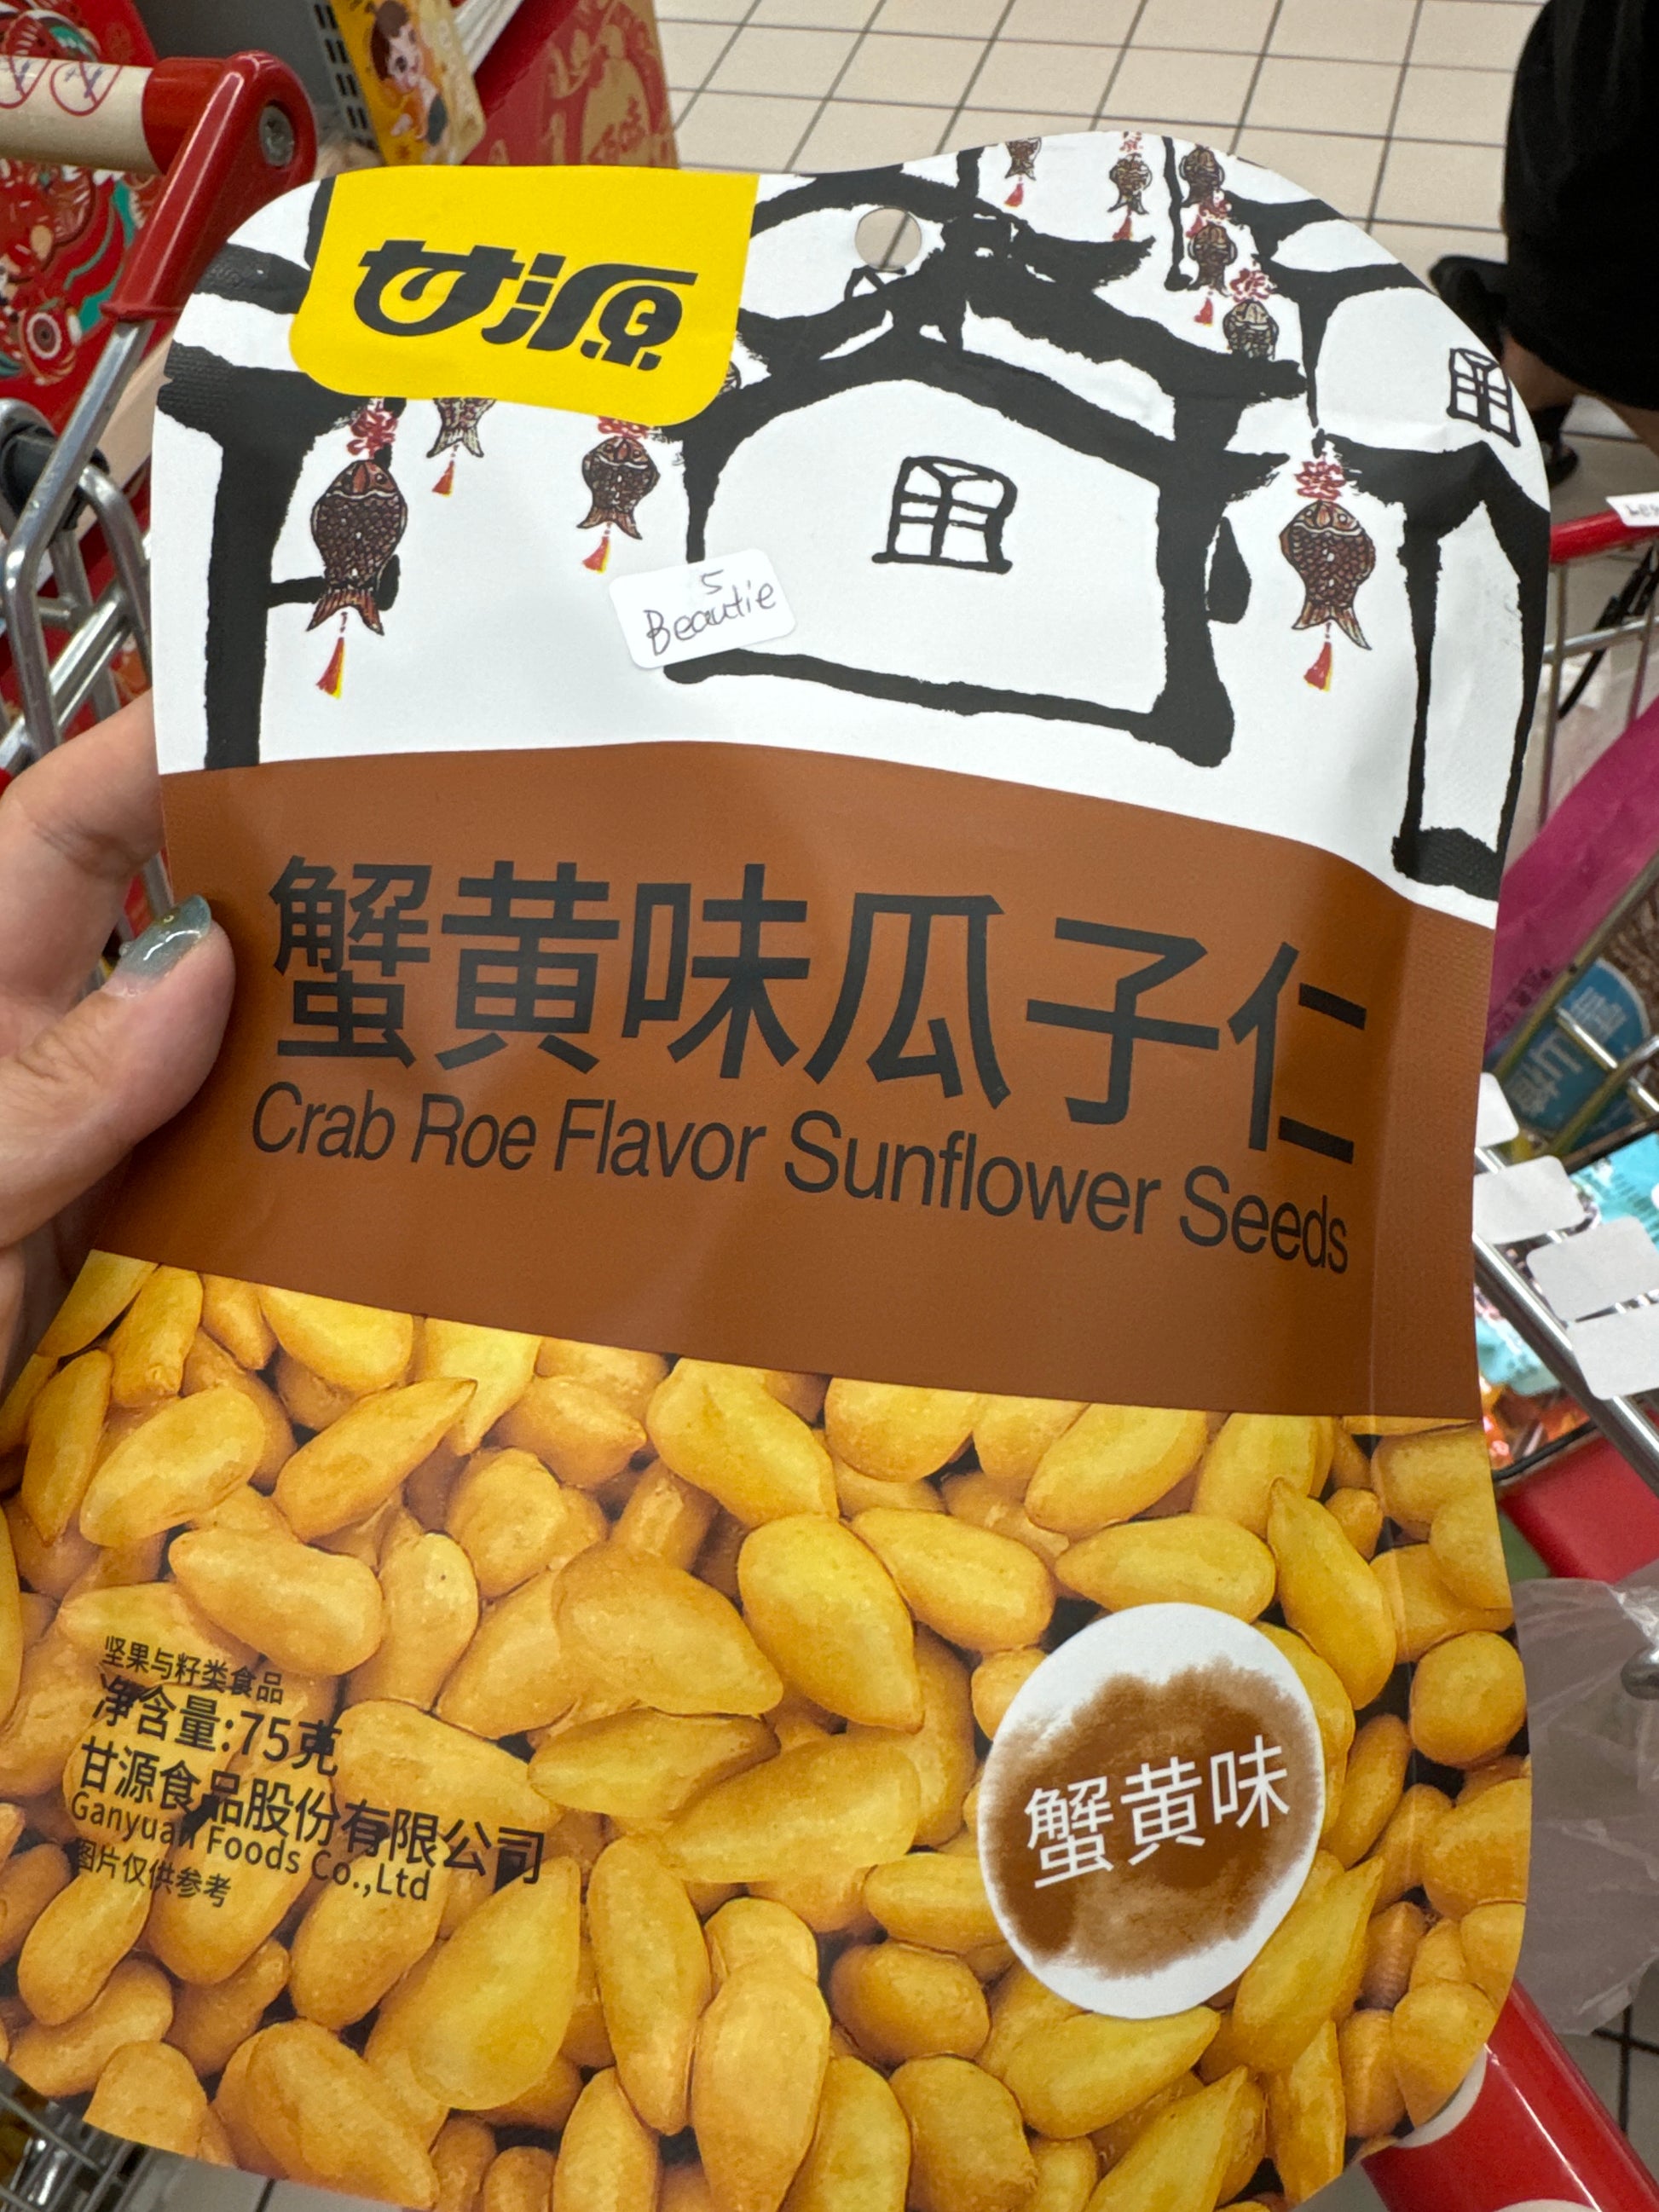 甘源
5
Beautie
蟹黄味瓜子仁
Crab Roe Flavor Sunflower Seeds
坚果与籽类食品
净含量:75克
甘源食品股份有限公司
Ganyuan Foods Co.,Ltd
图片仅供参考
蟹黄味
山楂